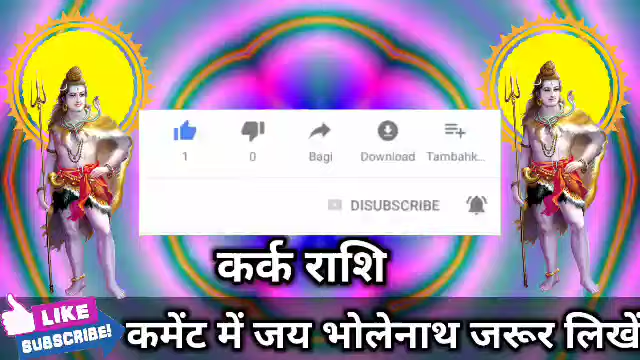 1 0 Bagi Download Tambahk...
DISUBSCRIBE
कर्क राशि
LIKE
SUBSCRIBE!
कमेंट में जय भोलेनाथ जरूर लिखें